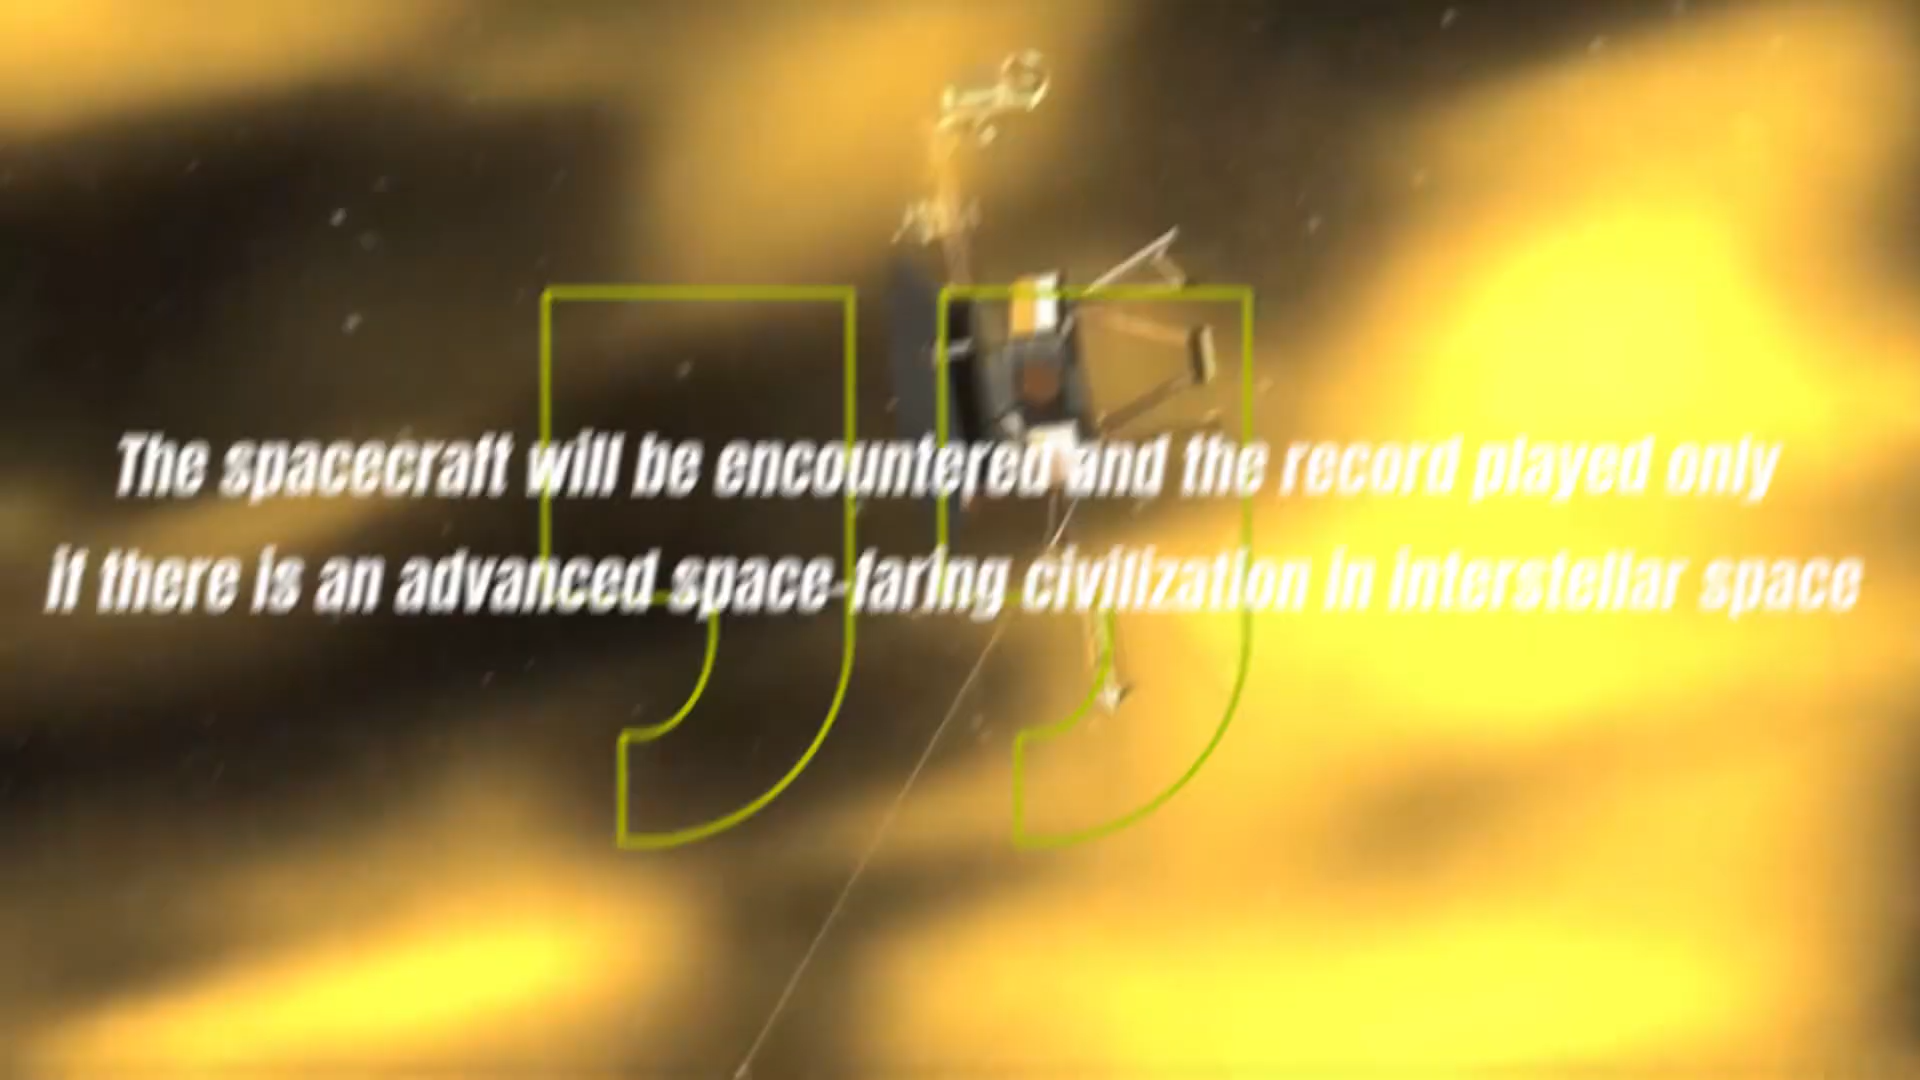 The spacecraft will be encountered and the record played only
if there is an advanced space-faring civilization in interstellar space